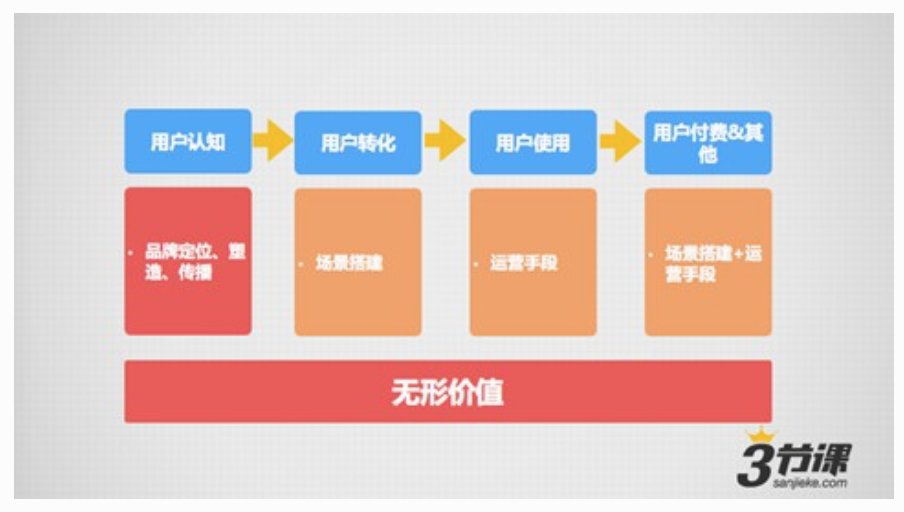 用户认知
用户转化
用户使用
用户付费&其
他
• 品牌定位、塑
造、传播
• 场景搭建
• 运营手段
• 场景搭建+运
营手段
无形价值
3节课
sanjieke.com